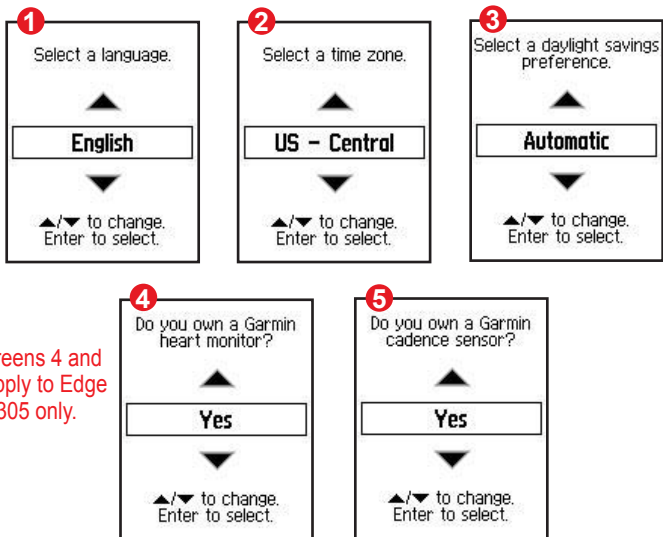 1
Select a language.
English
▲/▼ to change.
Enter to select.
2
Select a time zone.
US - Central
▲/▼ to change.
Enter to select.
3
Select a daylight savings
preference.
Automatic
▲/▼ to change.
Enter to select.
reens 4 and
pply to Edge
305 only.
4
Do you own a Garmin
heart monitor?
Yes
▲/▼ to change.
Enter to select.
5
Do you own a Garmin
cadence sensor?
Yes
▲/▼ to change.
Enter to select.